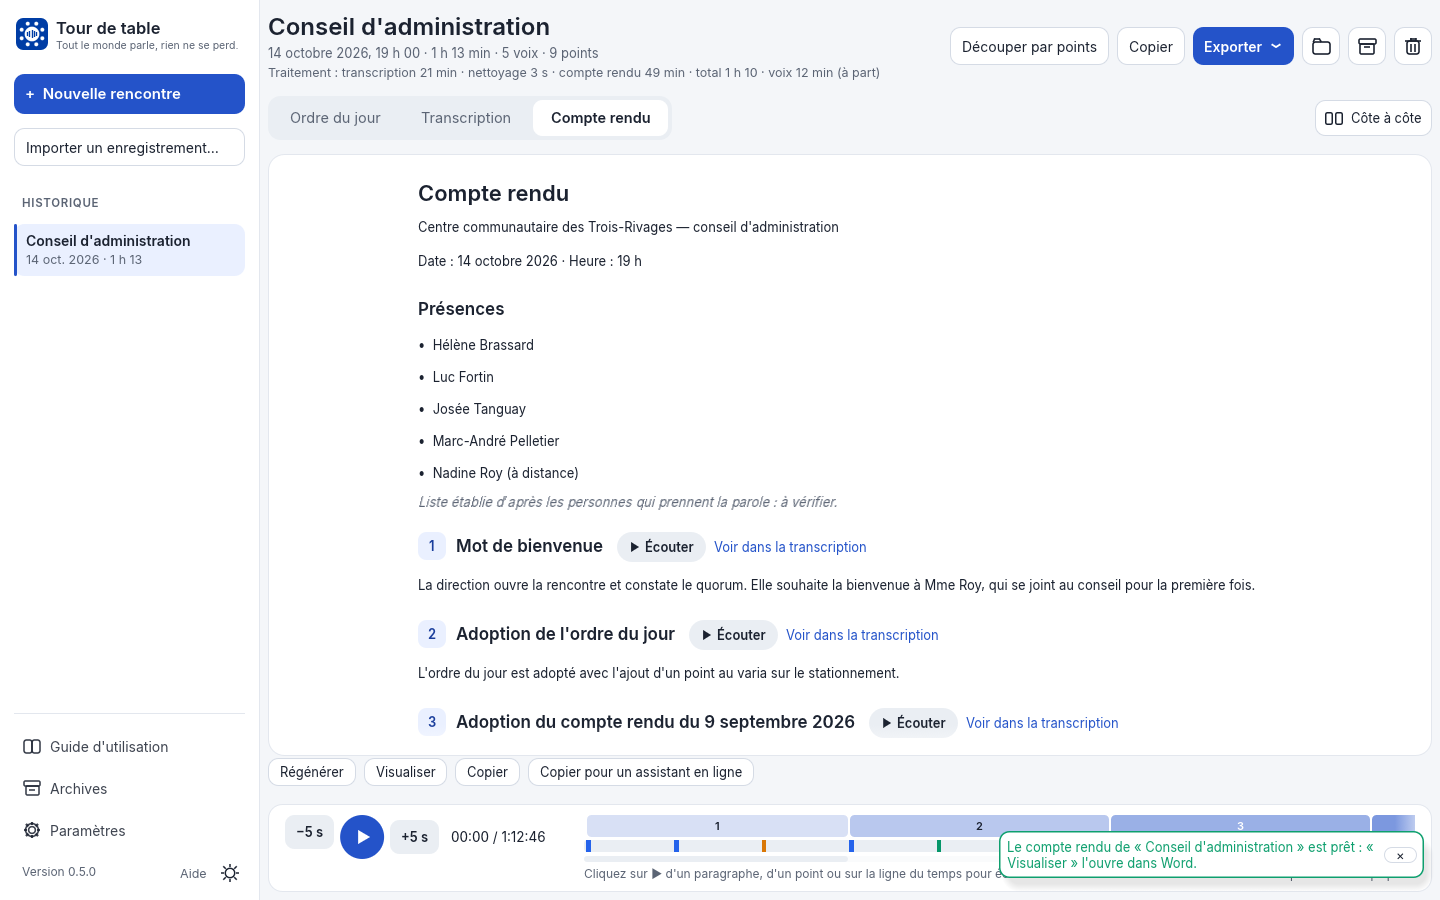 Tour de table
Tout le monde parle, rien ne se perd.
+ Nouvelle rencontre
Importer un enregistrement...
HISTORIQUE
Conseil d'administration
14 oct. 2026 · 1 h 13
Guide d'utilisation
Archives
Paramètres
Version 0.5.0
Aide
Conseil d'administration
14 octobre 2026, 19 h 00 · 1 h 13 min · 5 voix · 9 points
Traitement : transcription 21 min · nettoyage 3 s · compte rendu 49 min · total 1 h 10 · voix 12 min (à part)
Découper par points
Copier
Exporter
Ordre du jour
Transcription
Compte rendu
Côte à côte
Compte rendu
Centre communautaire des Trois-Rivages — conseil d'administration
Date : 14 octobre 2026 · Heure : 19 h
Présences
• Hélène Brassard
• Luc Fortin
• Josée Tanguay
• Marc-André Pelletier
• Nadine Roy (à distance)
Liste établie d'après les personnes qui prennent la parole : à vérifier.
1 Mot de bienvenue ▶ Écouter Voir dans la transcription
La direction ouvre la rencontre et constate le quorum. Elle souhaite la bienvenue à Mme Roy, qui se joint au conseil pour la première fois.
2 Adoption de l'ordre du jour ▶ Écouter Voir dans la transcription
L'ordre du jour est adopté avec l'ajout d'un point au varia sur le stationnement.
3 Adoption du compte rendu du 9 septembre 2026 ▶ Écouter Voir dans la transcription
Régénérer
Visualiser
Copier
Copier pour un assistant en ligne
−5 s
+5 s
00:00 / 1:12:46
1
2
3
Cliquez sur ▶ d'un paragraphe, d'un point ou sur la ligne du temps pour
Le compte rendu de « Conseil d'administration » est prêt : «
Visualiser » l'ouvre dans Word.
×